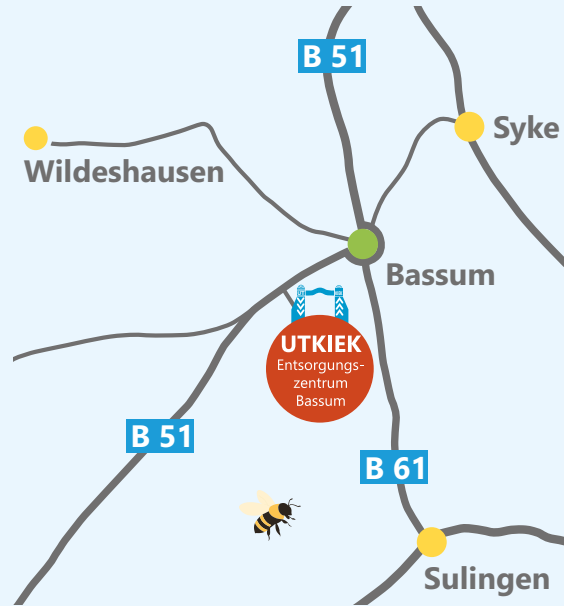 B 51
Syke
Wildeshausen
Bassum
UTKIEK
Entsorgungs-
zentrum
Bassum
B 51
B 61
Sulingen